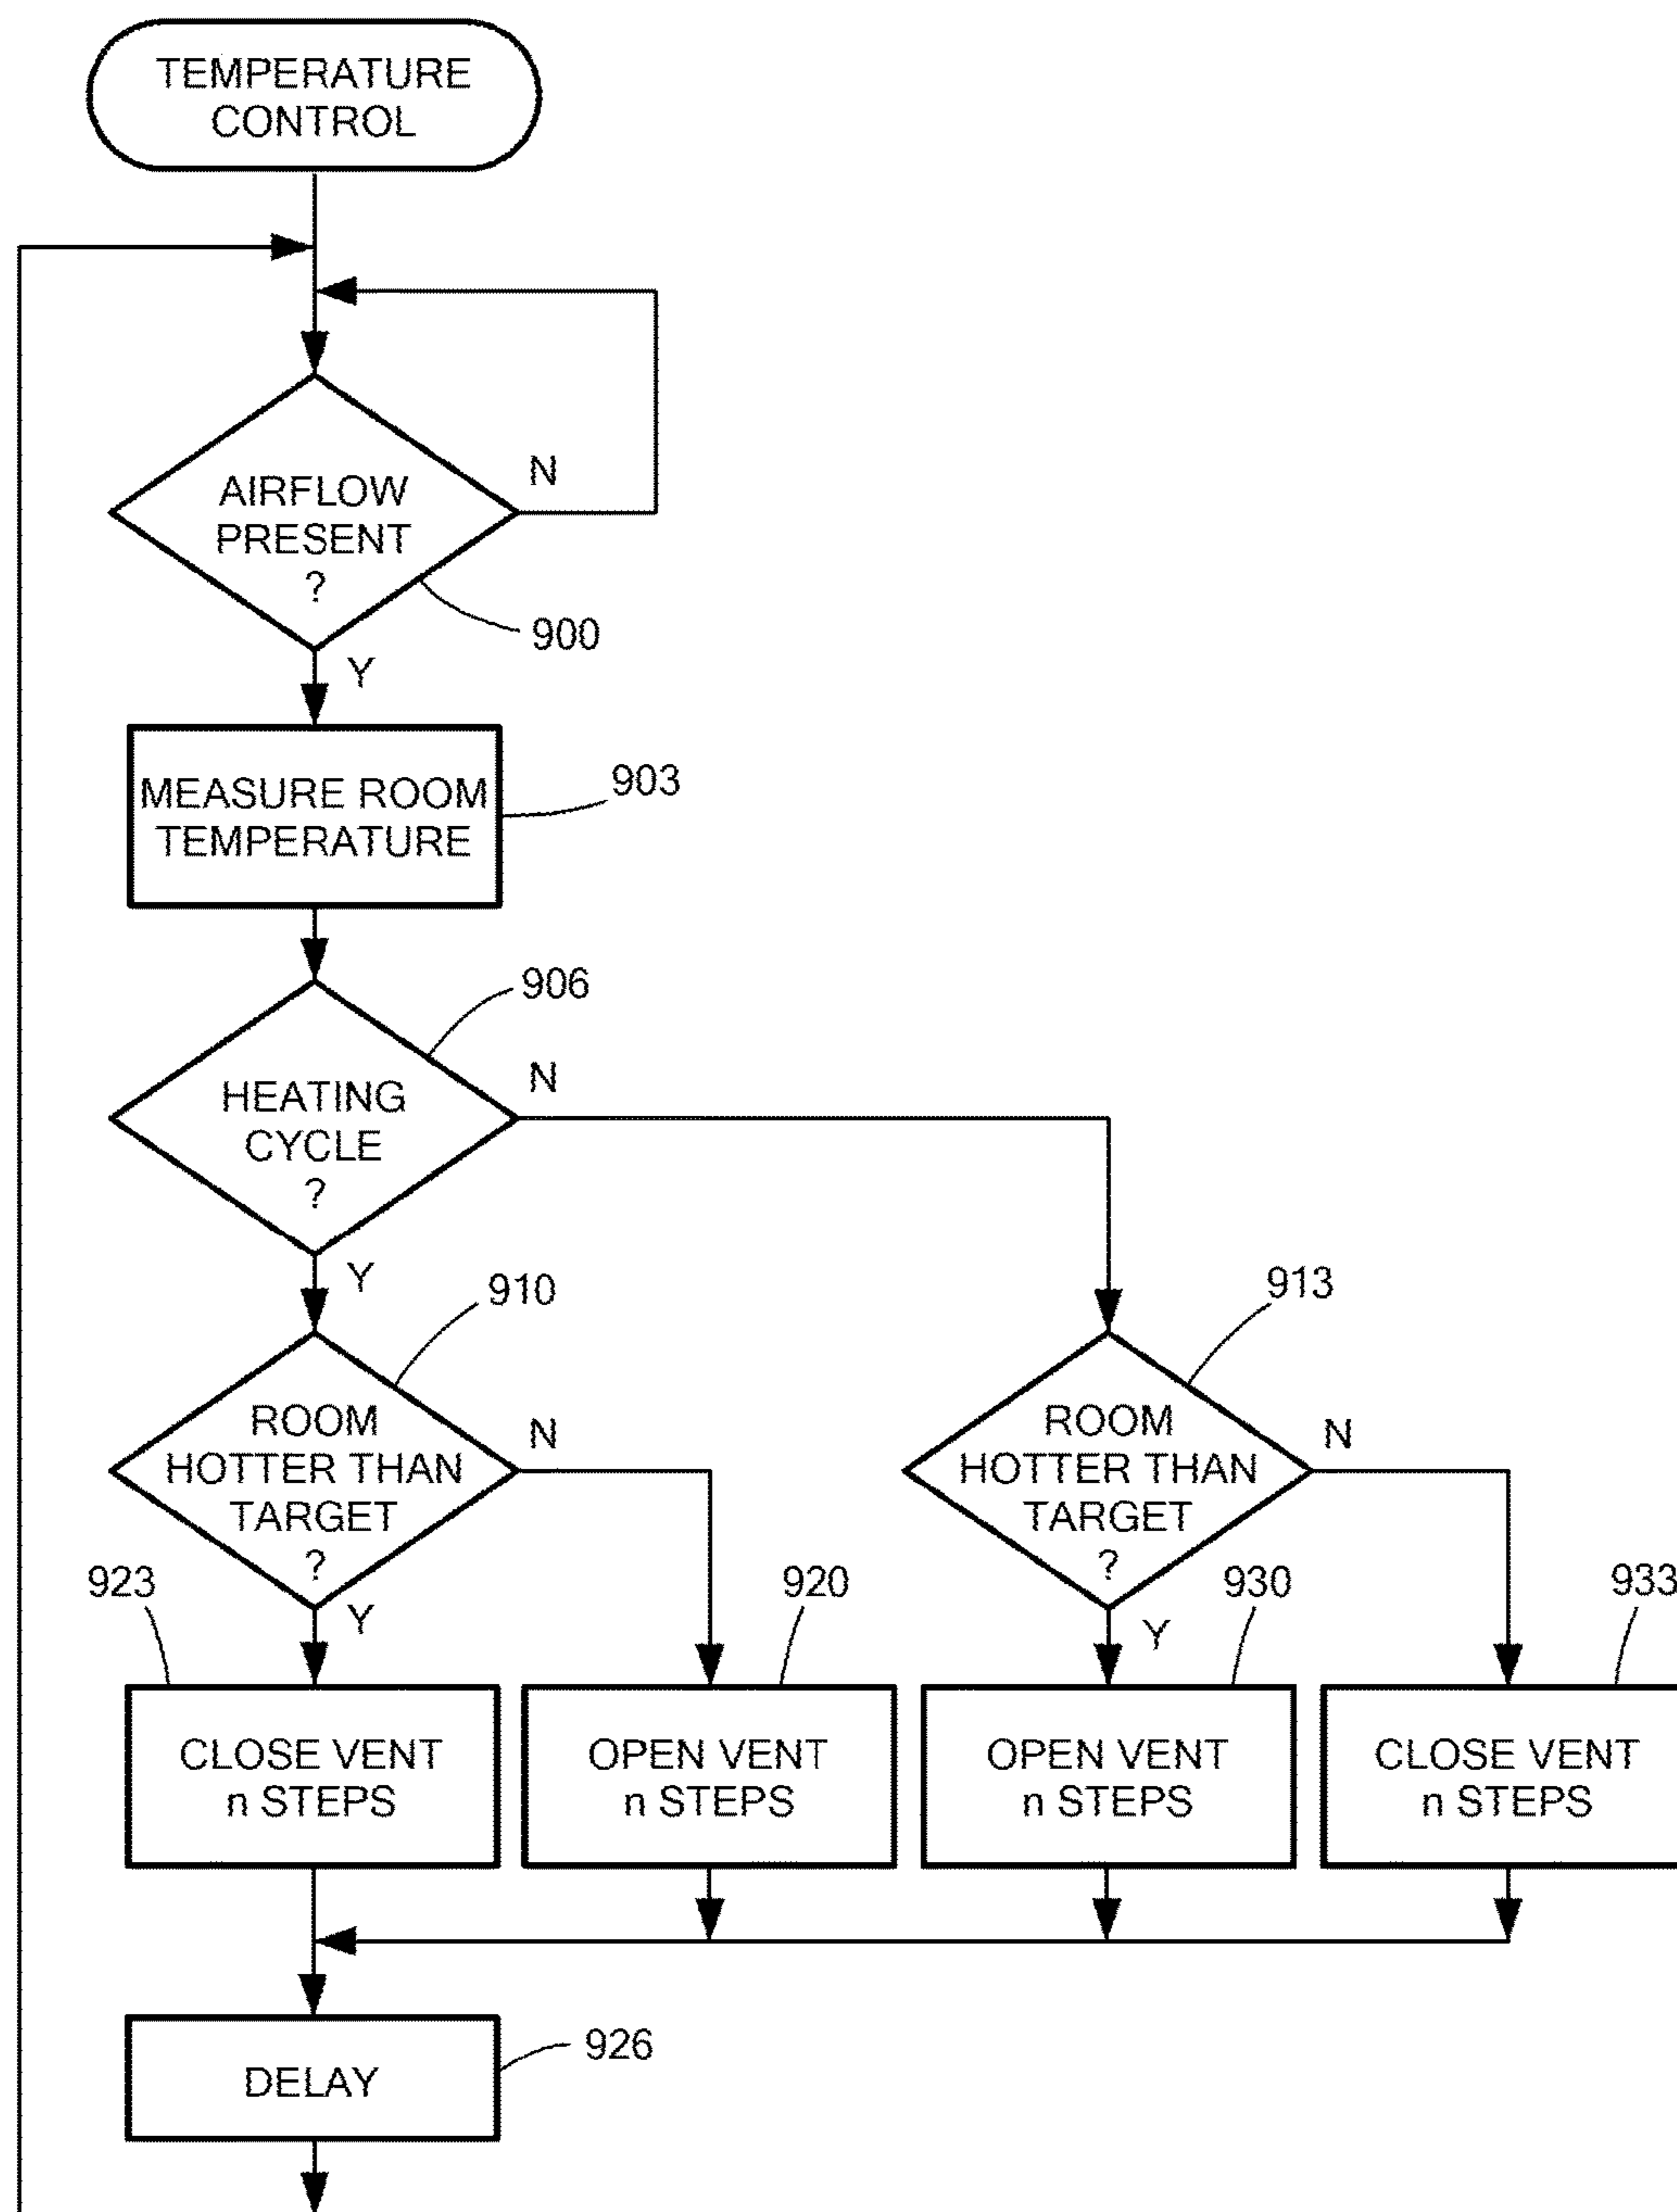 TEMPERATURE
CONTROL
AIRFLOW
PRESENT
?
N
900
Y
MEASURE ROOM
TEMPERATURE
903
906
HEATING
CYCLE
?
N
Y
910
913
ROOM
HOTTER THAN
TARGET
?
N
Y
ROOM
HOTTER THAN
TARGET
?
N
Y
923
920
930
933
CLOSE VENT
n STEPS
OPEN VENT
n STEPS
OPEN VENT
n STEPS
CLOSE VENT
n STEPS
DELAY
926